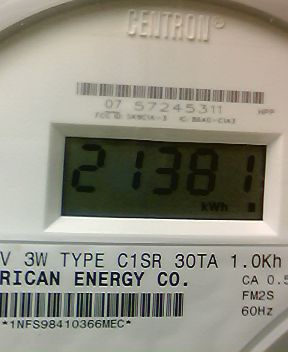 CENTRON®
07 57245311
HPP
21381
kWh
V 3W TYPE C1SR 30TA 1.0Kh
RICAN ENERGY CO.
CA 0.5
FM2S
60Hz
*1NFS98410366MEC*